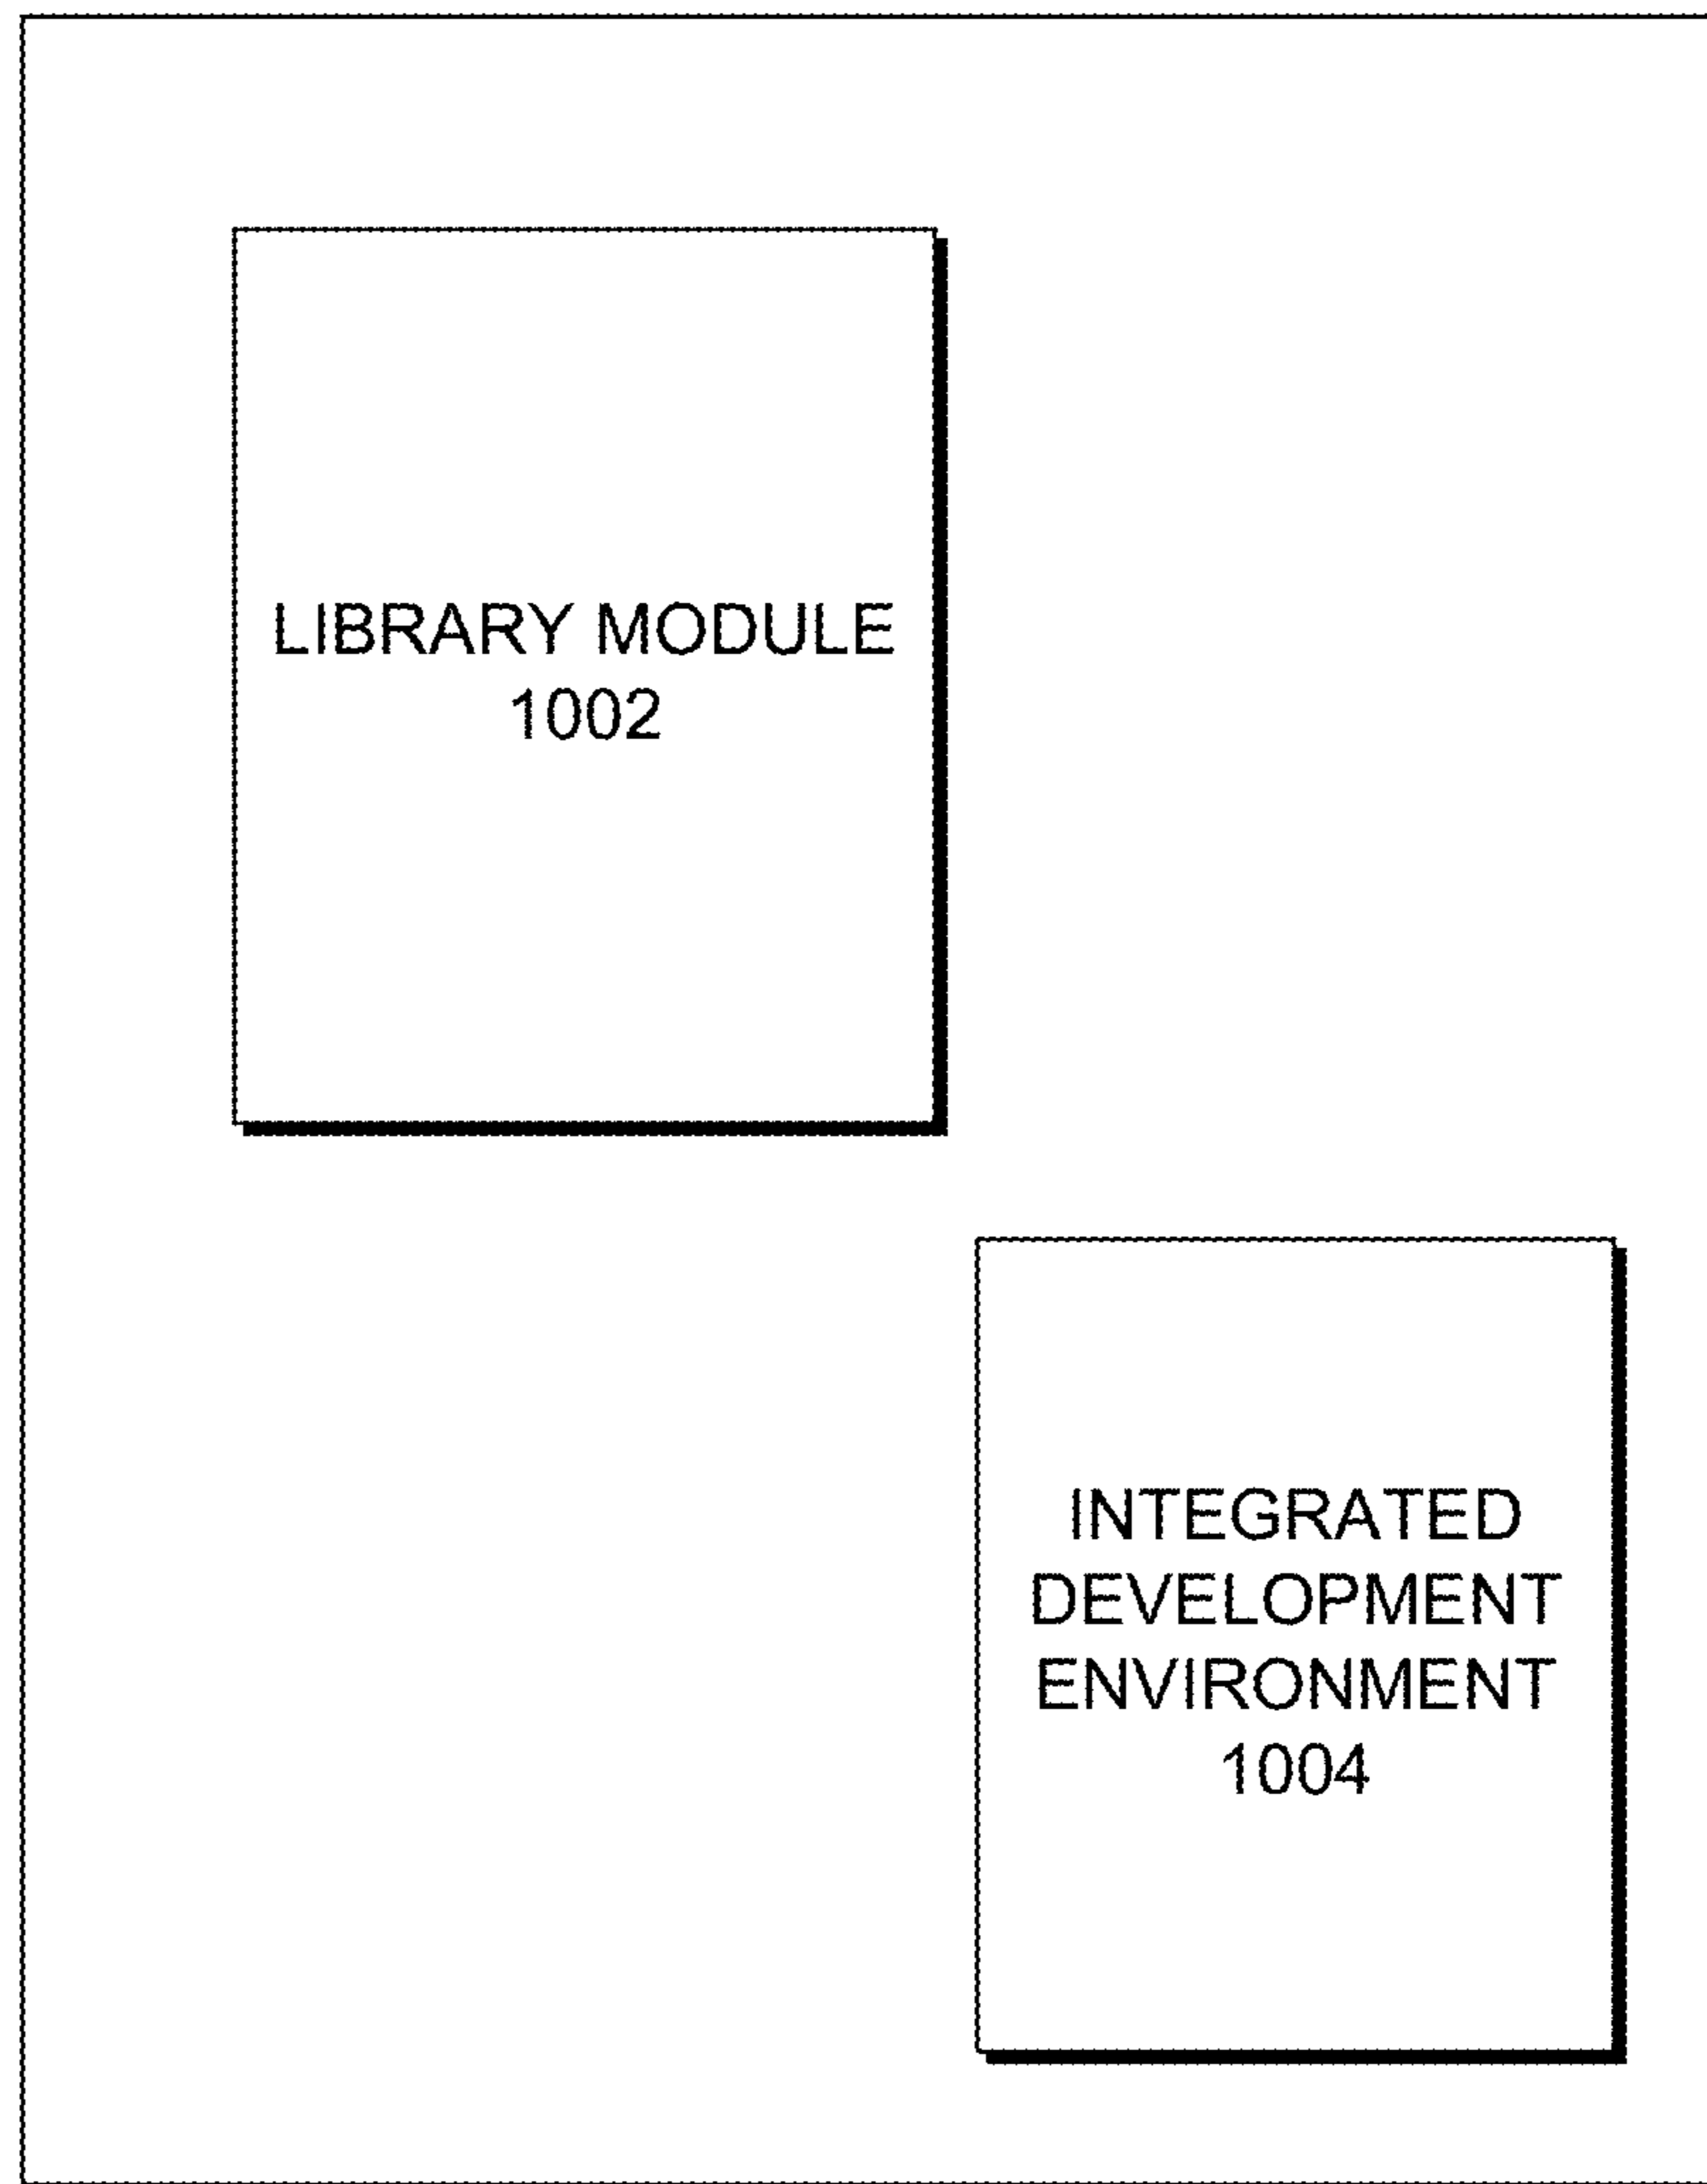 LIBRARY MODULE
1002
INTEGRATED
DEVELOPMENT
ENVIRONMENT
1004